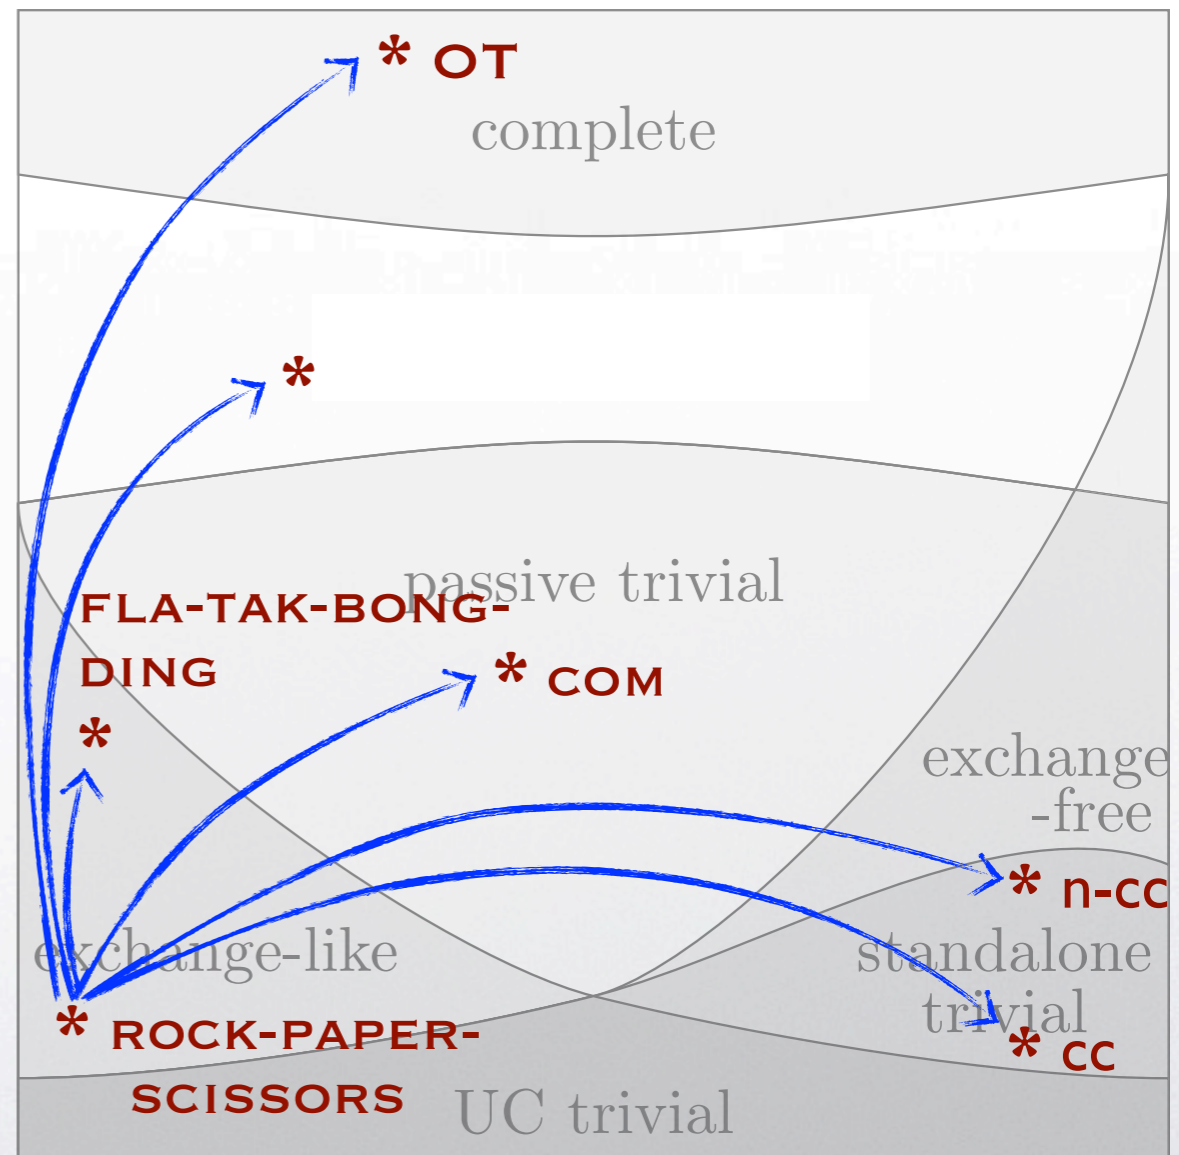 * OT
complete
*
passive trivial
FLA-TAK-BONG-
DING
*
* COM
exchange
-free
* n-cc
exchange-like
standalone
trivial
* ROCK-PAPER-
SCISSORS
* cc
UC trivial